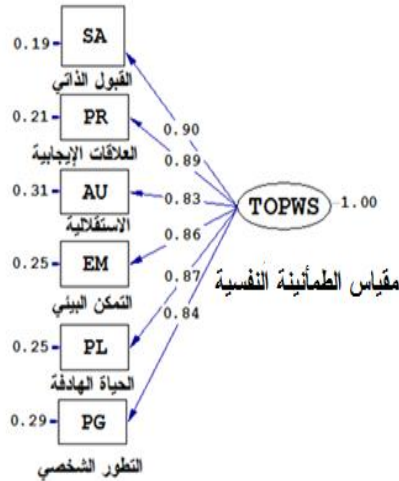 0.19
SA
القبول الذاتي
0.90
0.21
PR
العلاقات الإيجابية
0.89
0.31
AU
الاستقلالية
0.83
TOPWS
1.00
0.25
EM
التمكن البيئي
0.86
مقياس الطمأنينة النفسية
0.25
PL
الحياة الهادفة
0.87
0.29
PG
التطور الشخصي
0.84